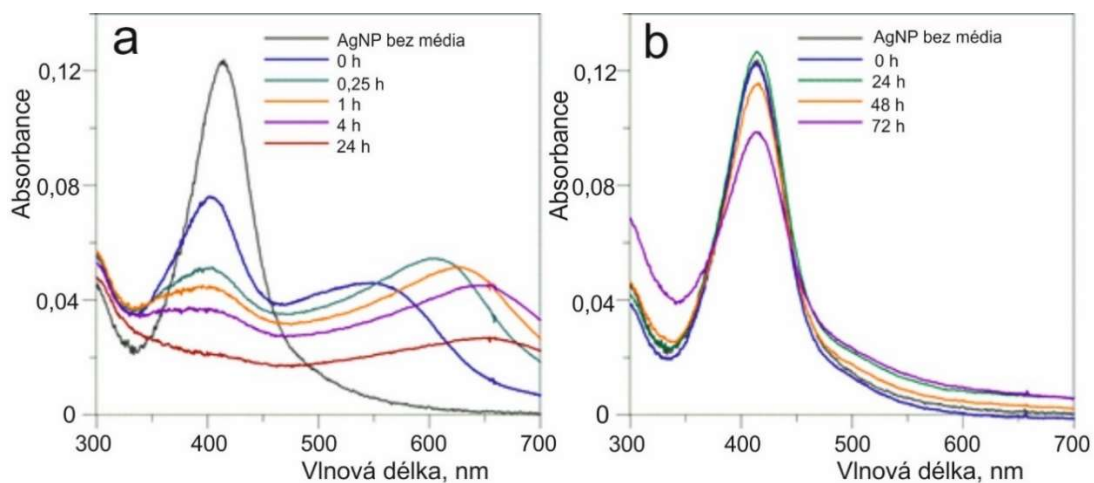 a
AgNP bez média
0 h
0,25 h
1 h
4 h
24 h
Absorbance
0,12
0,08
0,04
0
300
400
500
600
700
Vlnová délka, nm
b
AgNP bez média
0 h
24 h
48 h
72 h
Absorbance
0,12
0,08
0,04
0
300
400
500
600
700
Vlnová délka, nm